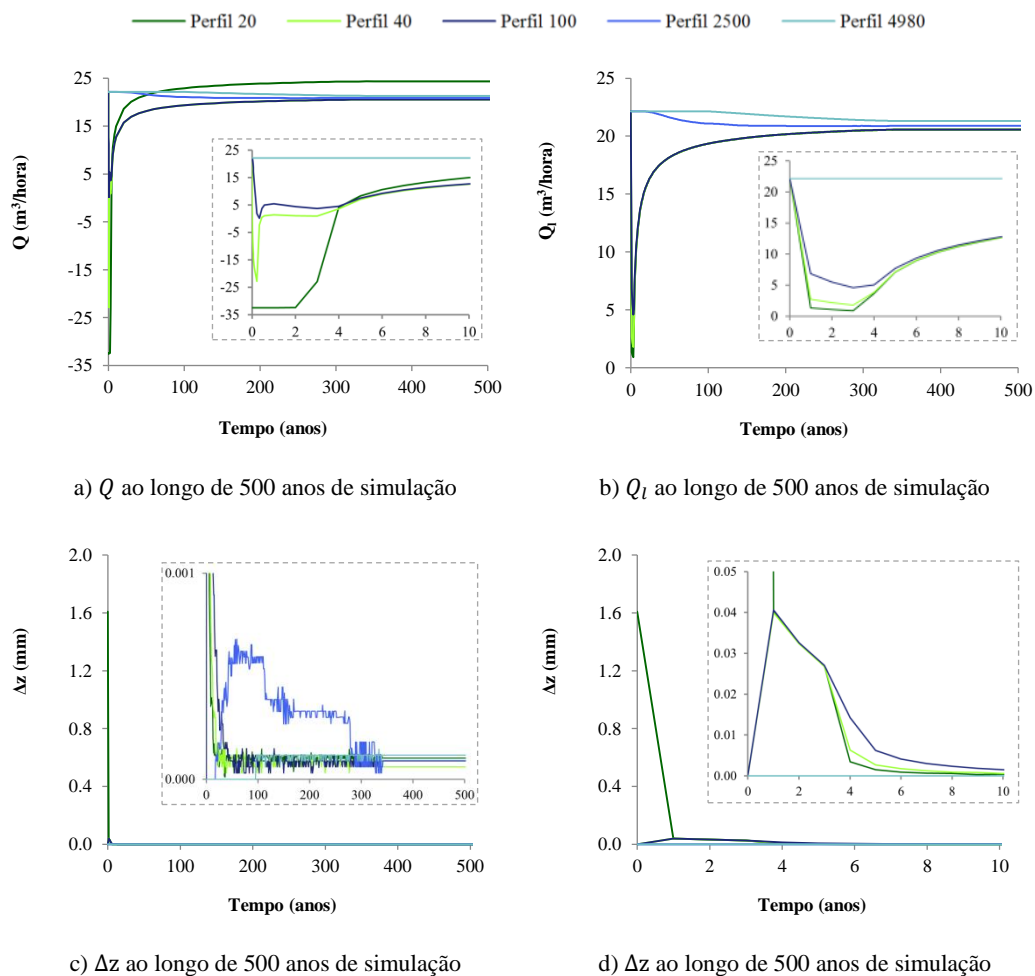 Perfil 20 Perfil 40 Perfil 100 Perfil 2500 Perfil 4980
Q (m³/hora)
25
15
5
-5
-15
-25
-35
0 100 200 300 400 500
Tempo (anos)
25
15
5
-5
-15
-25
-35
0 2 4 6 8 10
a) Q ao longo de 500 anos de simulação
Qₗ (m³/hora)
25
20
15
10
5
0
0 100 200 300 400 500
Tempo (anos)
25
20
15
10
5
0
0 2 4 6 8 10
b) Qₗ ao longo de 500 anos de simulação
Δz (mm)
2.0
1.6
1.2
0.8
0.4
0.0
0 100 200 300 400 500
Tempo (anos)
0.001
0.000
0 100 200 300 400 500
c) Δz ao longo de 500 anos de simulação
Δz (mm)
2.0
1.6
1.2
0.8
0.4
0.0
0 2 4 6 8 10
Tempo (anos)
0.05
0.04
0.03
0.02
0.01
0.00
0 2 4 6 8 10
d) Δz ao longo de 500 anos de simulação